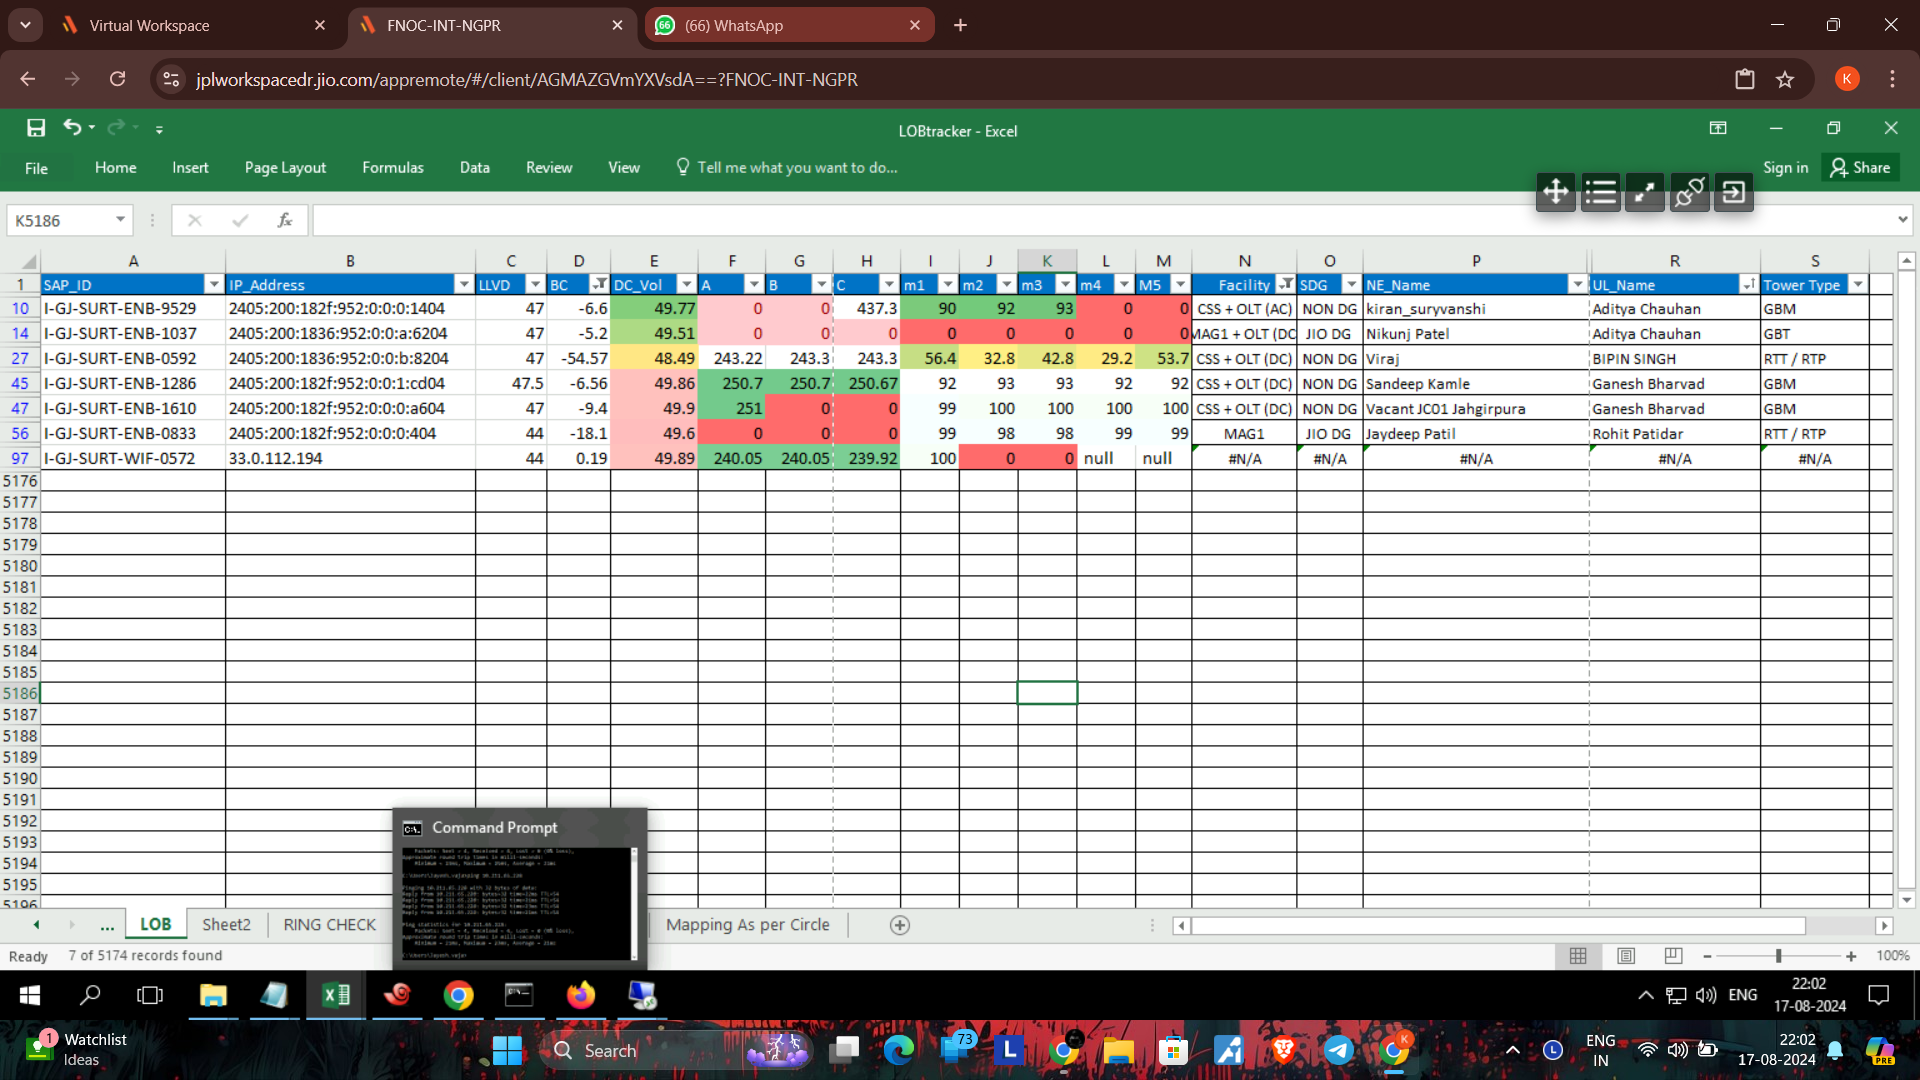 Virtual Workspace
FNOC-INT-NGPR
66 (66) WhatsApp
jplworkspacedr.jio.com/appremote/#/client/AGMAZGVmYXVsdA==?FNOC-INT-NGPR
K
LOBtracker - Excel
File Home Insert Page Layout Formulas Data Review View Tell me what you want to do... Sign in Share
K5186 fx
A B C D E F G H I J K L M N O P R S
1 SAP_ID IP_Address LLVD BC DC_Vol A B C m1 m2 m3 m4 M5 Facility SDG NE_Name UL_Name Tower Type
10 I-GJ-SURT-ENB-9529 2405:200:182f:952:0:0:0:1404 47 -6.6 49.77 0 0 437.3 90 92 93 0 0 CSS + OLT (AC) NON DG kiran_suryvanshi Aditya Chauhan GBM
14 I-GJ-SURT-ENB-1037 2405:200:1836:952:0:0:a:6204 47 -5.2 49.51 0 0 0 0 0 0 0 0 MAG1 + OLT (DC JIO DG Nikunj Patel Aditya Chauhan GBT
27 I-GJ-SURT-ENB-0592 2405:200:1836:952:0:0:b:8204 47 -54.57 48.49 243.22 243.3 243.3 56.4 32.8 42.8 29.2 53.7 CSS + OLT (DC) NON DG Viraj BIPIN SINGH RTT / RTP
45 I-GJ-SURT-ENB-1286 2405:200:182f:952:0:0:1:cd04 47.5 -6.56 49.86 250.7 250.7 250.67 92 93 93 92 92 CSS + OLT (DC) NON DG Sandeep Kamle Ganesh Bharvad GBM
47 I-GJ-SURT-ENB-1610 2405:200:182f:952:0:0:0:a604 47 -9.4 49.9 251 0 0 99 100 100 100 100 CSS + OLT (DC) NON DG Vacant JC01 Jahgirpura Ganesh Bharvad GBM
56 I-GJ-SURT-ENB-0833 2405:200:182f:952:0:0:0:404 44 -18.1 49.6 0 0 0 99 98 98 99 99 MAG1 JIO DG Jaydeep Patil Rohit Patidar RTT / RTP
97 I-GJ-SURT-WIF-0572 33.0.112.194 44 0.19 49.89 240.05 240.05 239.92 100 0 0 null null #N/A #N/A #N/A #N/A #N/A
5176
5177
5178
5179
5180
5181
5182
5183
5184
5185
5186
5187
5188
5189
5190
5191
5192
5193
5194
5195
5196
Command Prompt
... LOB Sheet2 RING CHECK Mapping As per Circle
Ready 7 of 5174 records found 100%
ENG 22:02
17-08-2024
1 Watchlist
Ideas
Search
73
L
K
L
ENG
IN
22:02
17-08-2024
PRE